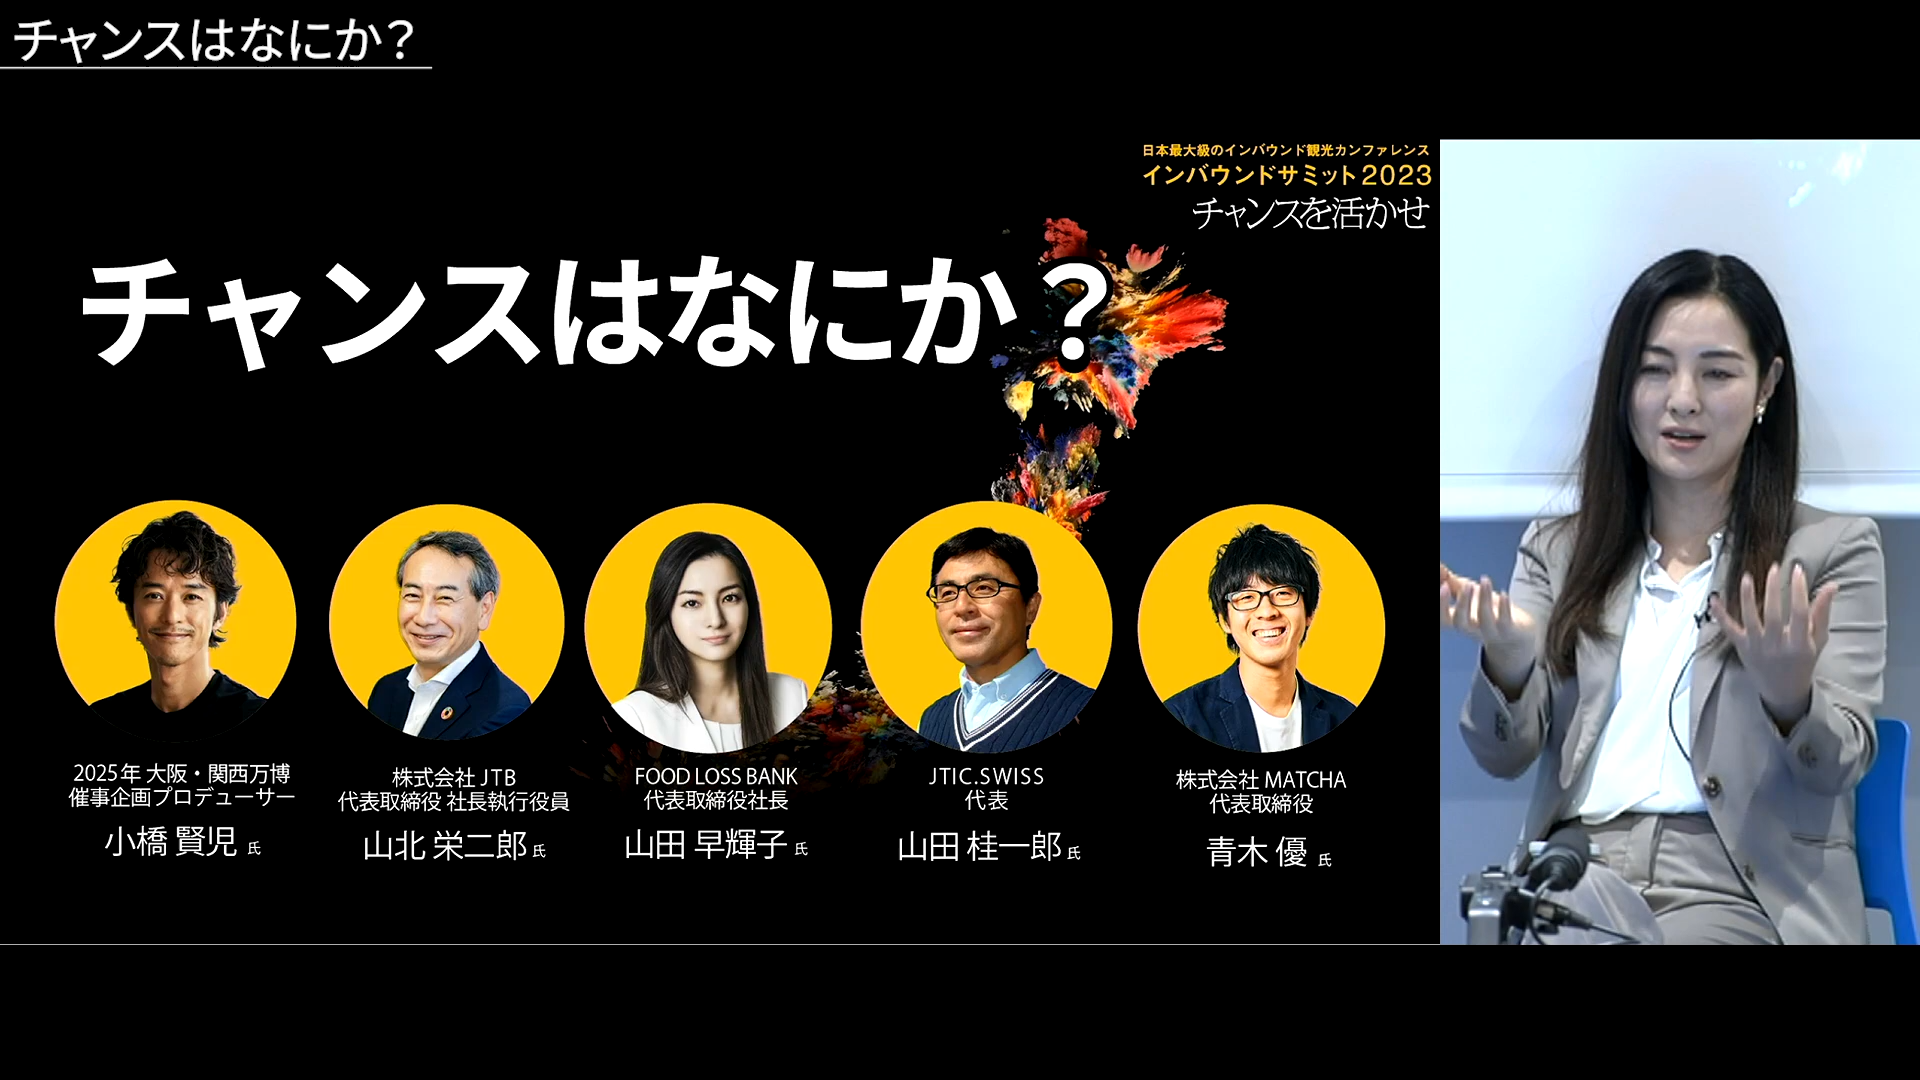 チャンスはなにか？
日本最大級のインバウンド観光カンファレンス
インバウンドサミット2023
チャンスを活かせ
チャンスはなにか？
2025年 大阪・関西万博
催事企画プロデューサー
小橋 賢児 氏
株式会社 JTB
代表取締役 社長執行役員
山北 栄二郎 氏
FOOD LOSS BANK
代表取締役社長
山田 早輝子 氏
JTIC.SWISS
代表
山田 桂一郎 氏
株式会社 MATCHA
代表取締役
青木 優 氏